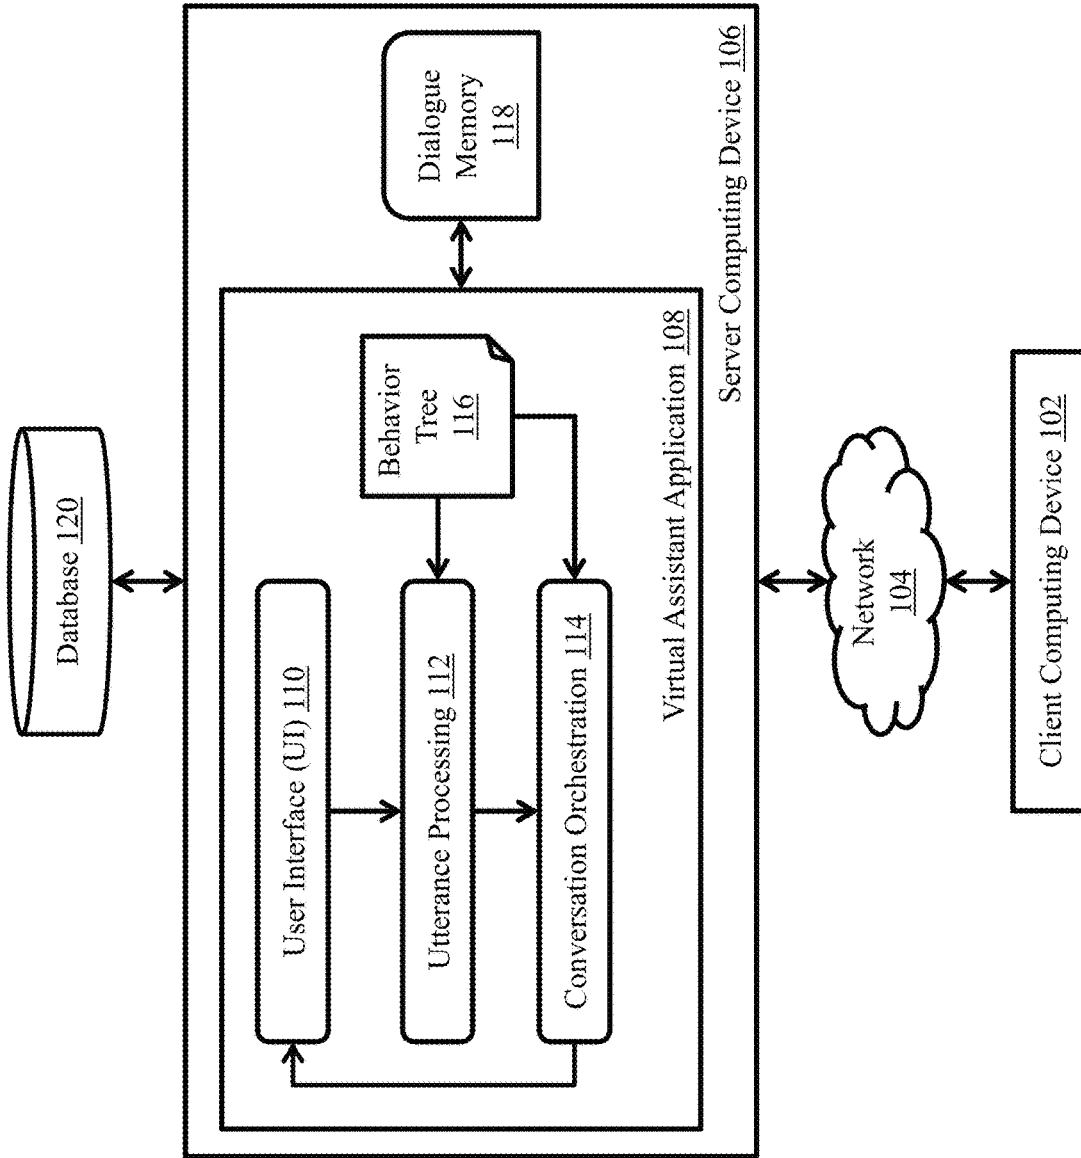 Database 120
User Interface (UI) 110
Utterance Processing 112
Conversation Orchestration 114
Behavior
Tree
116
Virtual Assistant Application 108
Dialogue
Memory
118
Server Computing Device 106
Network
104
Client Computing Device 102